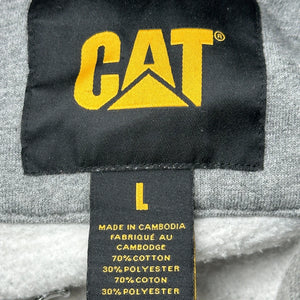 CAT®
L
MADE IN CAMBODIA
FABRIQUÉ AU
CAMBODGE
70% COTTON
30% POLYESTER
70% COTON
30% POLYESTER